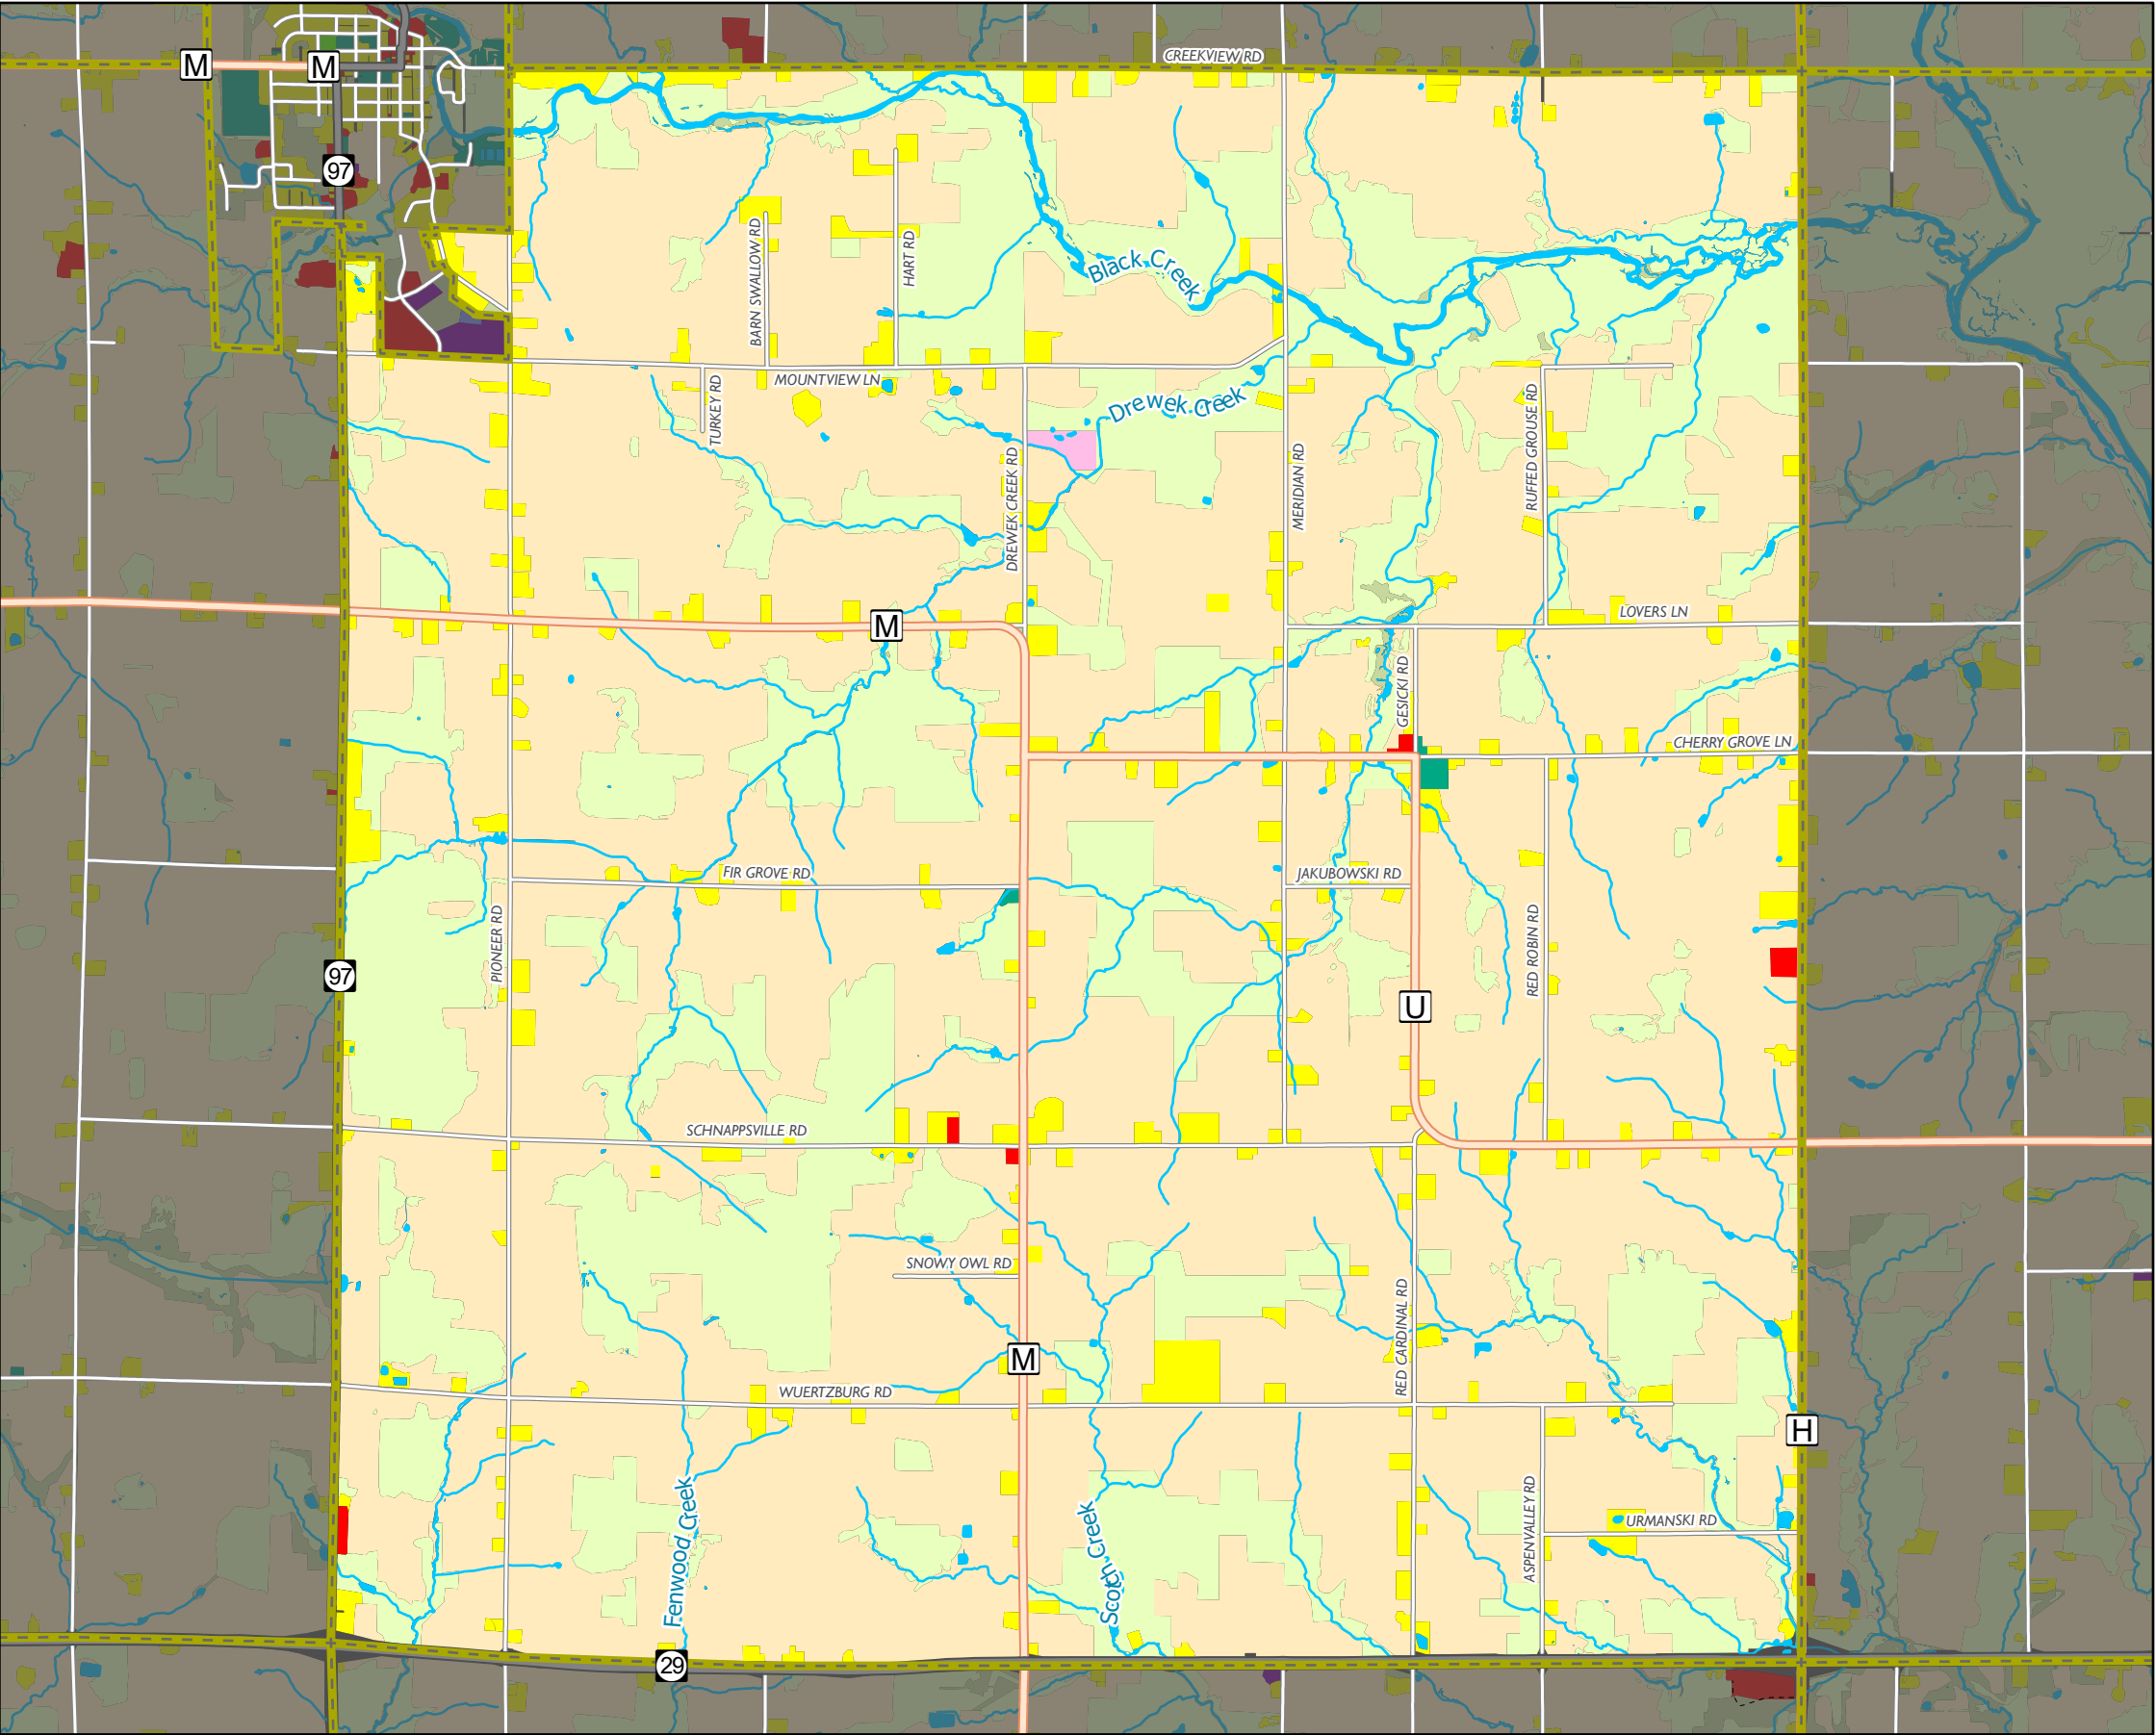 CREEKVIEW RD
M
M
97
BARN SWALLOW RD
HART RD
Black Creek
MOUNTVIEW LN
TURKEY RD
Drewek Creek
RUFFED GROUSE RD
DREWEK CREEK RD
MERIDIAN RD
M
LOVERS LN
GESICKI RD
CHERRY GROVE LN
FIR GROVE RD
JAKUBOWSKI RD
PIONEER RD
RED ROBIN RD
97
U
SCHNAPPSVILLE RD
SNOWY OWL RD
RED CARDINAL RD
M
WUERTZBURG RD
H
Fenwood Creek
Scotch Creek
ASPENVALLEY RD
URMANSKI RD
29